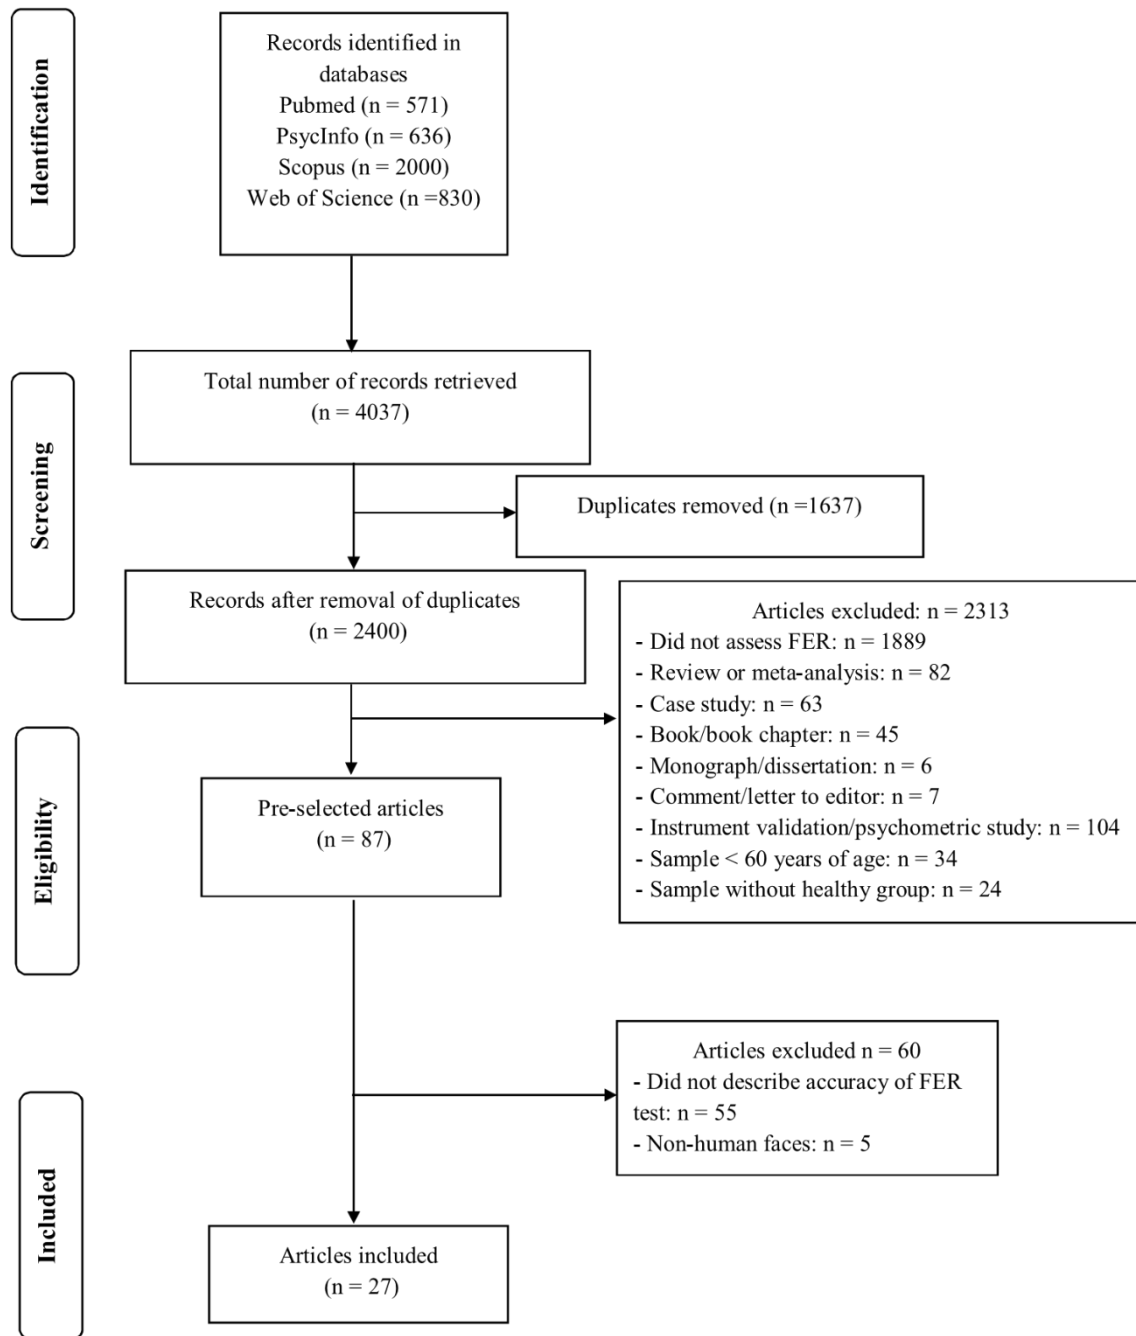 Identification
Records identified in
databases
Pubmed (n = 571)
PsycInfo (n = 636)
Scopus (n = 2000)
Web of Science (n =830)
Screening
Total number of records retrieved
(n = 4037)
Duplicates removed (n =1637)
Records after removal of duplicates
(n = 2400)
Articles excluded: n = 2313
- Did not assess FER: n = 1889
- Review or meta-analysis: n = 82
- Case study: n = 63
- Book/book chapter: n = 45
- Monograph/dissertation: n = 6
- Comment/letter to editor: n = 7
- Instrument validation/psychometric study: n = 104
- Sample < 60 years of age: n = 34
- Sample without healthy group: n = 24
Eligibility
Pre-selected articles
(n = 87)
Articles excluded n = 60
- Did not describe accuracy of FER
test: n = 55
- Non-human faces: n = 5
Included
Articles included
(n = 27)